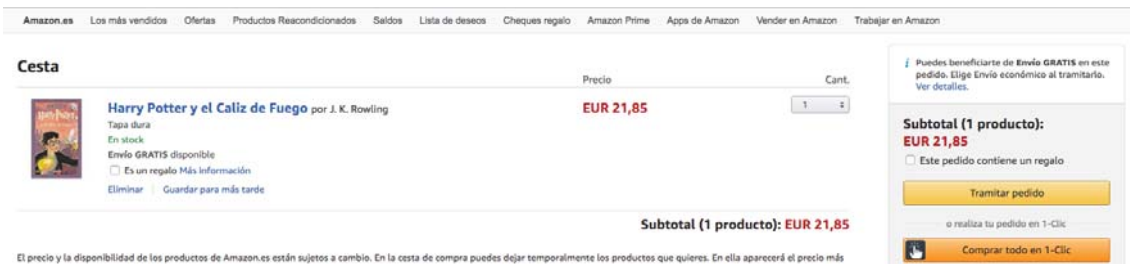 Amazon.es Los más vendidos Ofertas Productos Reacondicionados Saldos Lista de deseos Cheques regalo Amazon Prime Apps de Amazon Vender en Amazon Trabajar en Amazon
Cesta
Precio Cant.
Harry Potter y el Caliz de Fuego por J. K. Rowling
EUR 21,85
1
Tapa dura
En stock
Envío GRATIS disponible
Es un regalo Más información
Eliminar Guardar para más tarde
Subtotal (1 producto): EUR 21,85
El precio y la disponibilidad de los productos de Amazon.es están sujetos a cambio. En la cesta de compra puedes dejar temporalmente los productos que quieres. En ella aparecerá el precio más
Puedes beneficiarte de Envío GRATIS en este
pedido. Elige Envío económico al tramitarlo.
Ver detalles.
Subtotal (1 producto):
EUR 21,85
Este pedido contiene un regalo
Tramitar pedido
o realiza tu pedido en 1-Clic
Comprar todo en 1-Clic